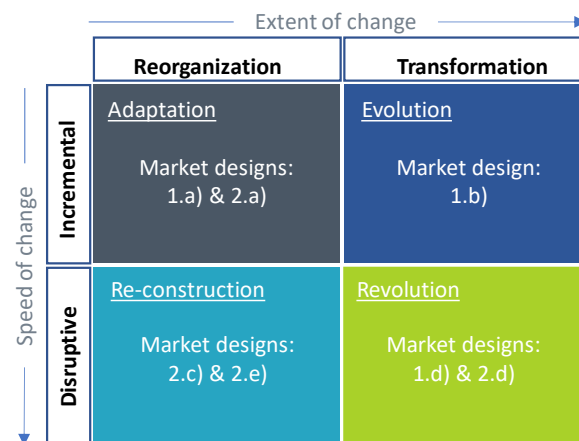 Extent of change
Reorganization
Transformation
Speed of change
Incremental
Adaptation
Market designs:
1.a) & 2.a)
Evolution
Market design:
1.b)
Disruptive
Re-construction
Market designs:
2.c) & 2.e)
Revolution
Market designs:
1.d) & 2.d)